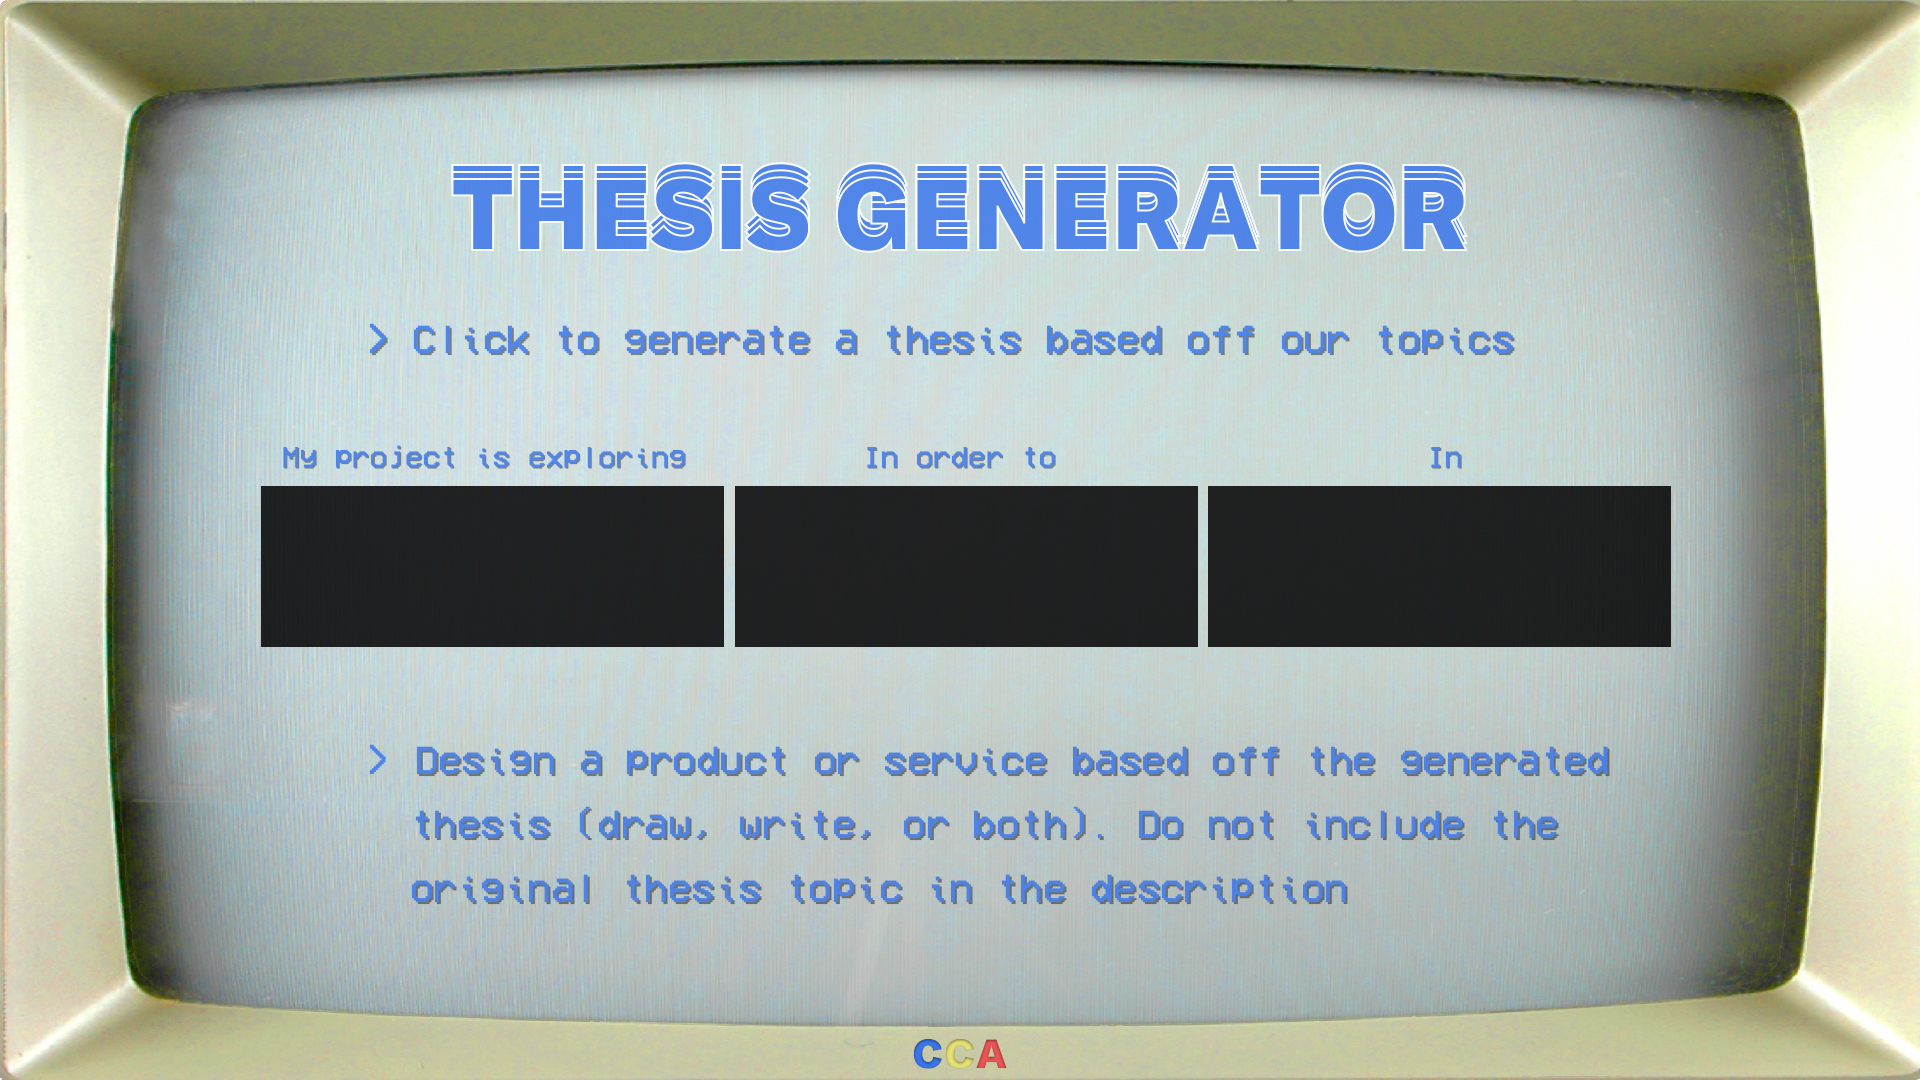 THESIS GENERATOR
> Click to generate a thesis based off our topics
My project is exploring
In order to
In
> Design a product or service based off the generated
thesis (draw, write, or both). Do not include the
original thesis topic in the description
CCA